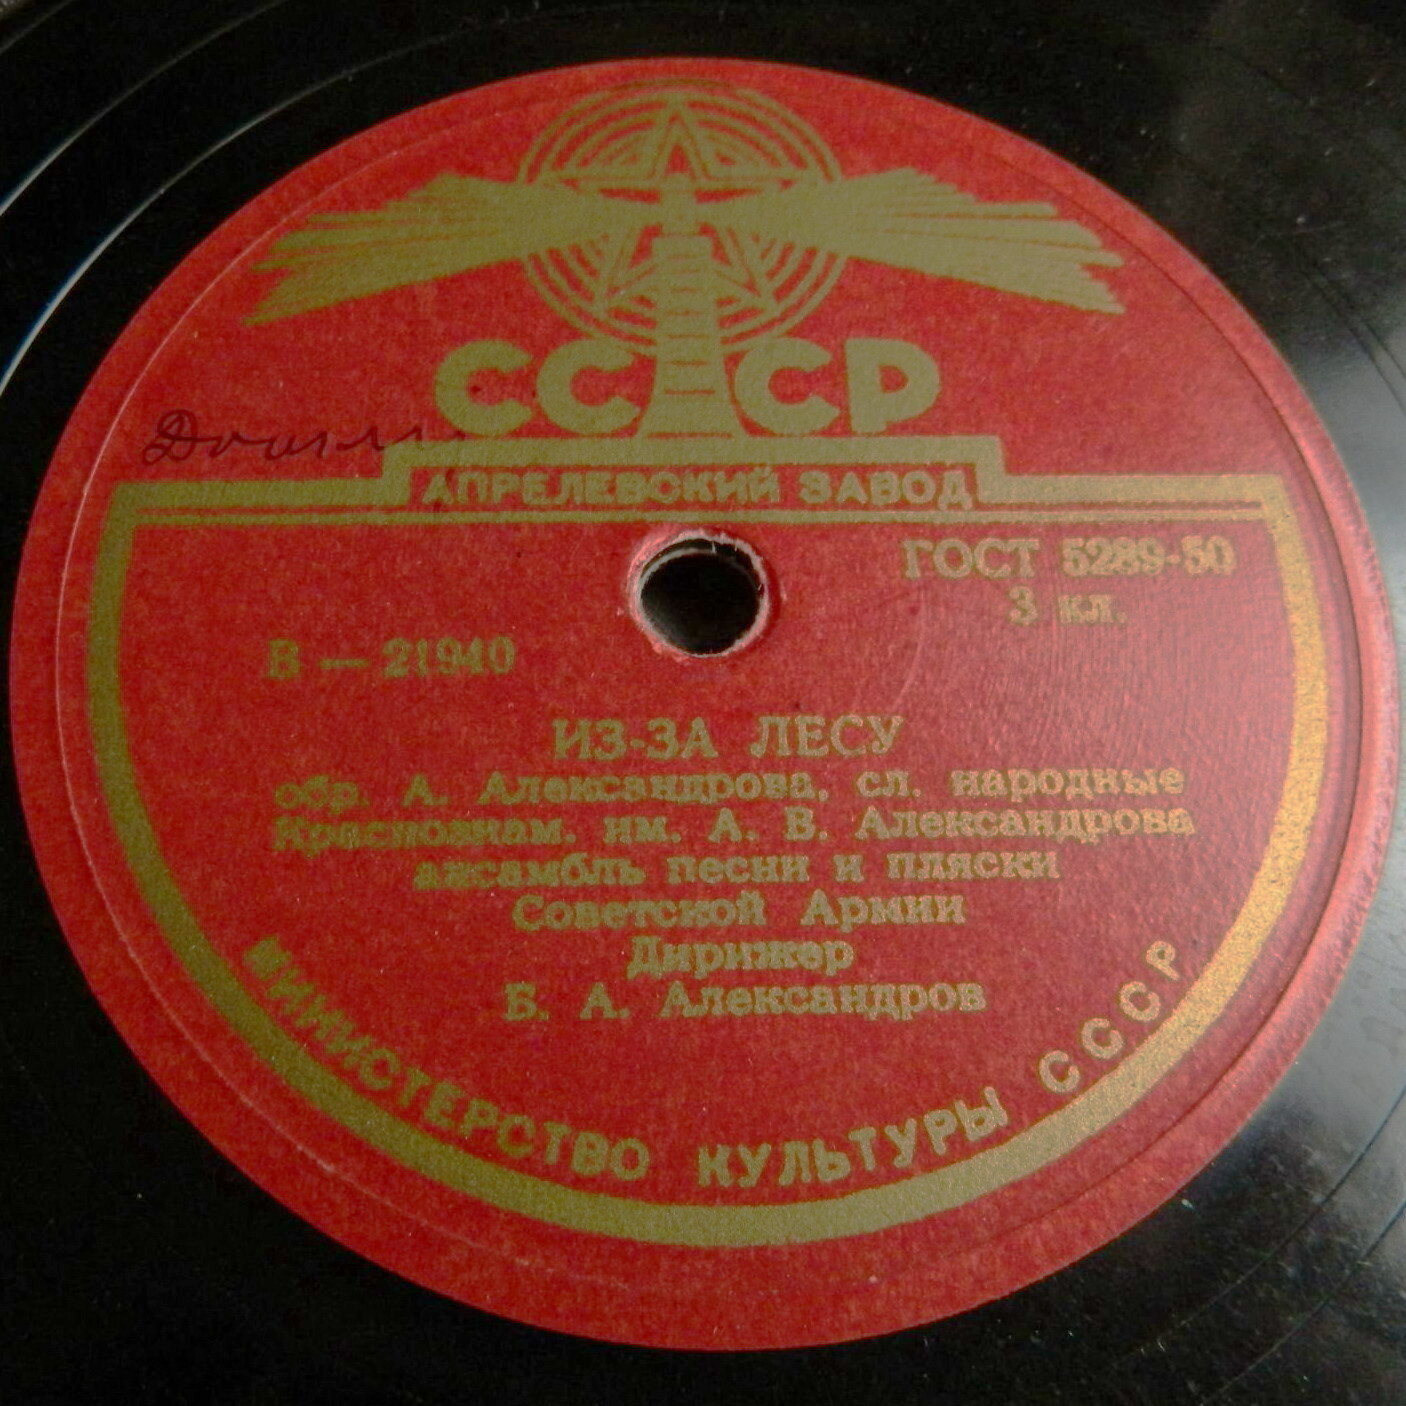 СССР
АПРЕЛЕВСКИЙ ЗАВОД
ГОСТ 5289-50
3 кл.
В — 21940
ИЗ-ЗА ЛЕСУ
обр. А. Александрова, сл. народные
Краснознам. им. А. В. Александрова
ансамбль песни и пляски
Советской Армии
Дирижер
Б. А. Александров
МИНИСТЕРСТВО КУЛЬТУРЫ СССР